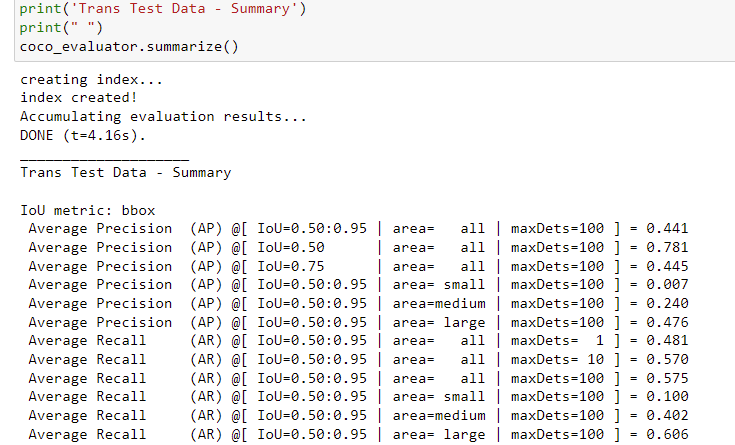 print('Trans Test Data - Summary')
print(" ")
coco_evaluator.summarize()
creating index...
index created!
Accumulating evaluation results...
DONE (t=4.16s).
____________________
Trans Test Data - Summary

IoU metric: bbox
 Average Precision  (AP) @[ IoU=0.50:0.95 | area=   all | maxDets=100 ] = 0.441
 Average Precision  (AP) @[ IoU=0.50      | area=   all | maxDets=100 ] = 0.781
 Average Precision  (AP) @[ IoU=0.75      | area=   all | maxDets=100 ] = 0.445
 Average Precision  (AP) @[ IoU=0.50:0.95 | area= small | maxDets=100 ] = 0.007
 Average Precision  (AP) @[ IoU=0.50:0.95 | area=medium | maxDets=100 ] = 0.240
 Average Precision  (AP) @[ IoU=0.50:0.95 | area= large | maxDets=100 ] = 0.476
 Average Recall     (AR) @[ IoU=0.50:0.95 | area=   all | maxDets=  1 ] = 0.481
 Average Recall     (AR) @[ IoU=0.50:0.95 | area=   all | maxDets= 10 ] = 0.570
 Average Recall     (AR) @[ IoU=0.50:0.95 | area=   all | maxDets=100 ] = 0.575
 Average Recall     (AR) @[ IoU=0.50:0.95 | area= small | maxDets=100 ] = 0.100
 Average Recall     (AR) @[ IoU=0.50:0.95 | area=medium | maxDets=100 ] = 0.402
 Average Recall     (AR) @[ IoU=0.50:0.95 | area= large | maxDets=100 ] = 0.606